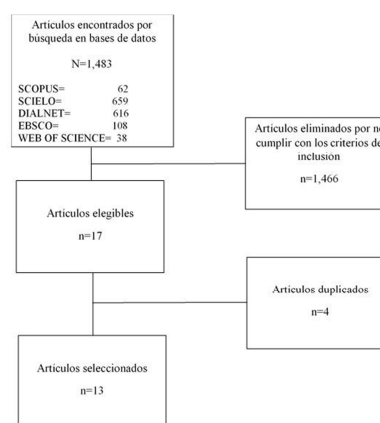 Artículos encontrados por
búsqueda en bases de datos
N=1,483
SCOPUS= 62
SCIELO= 659
DIALNET= 616
EBSCO= 108
WEB OF SCIENCE= 38
Artículos eliminados por
cumplir con los criterios de
inclusión
n=1,466
Artículos elegibles
n=17
Artículos duplicados
n=4
Artículos seleccionados
n=13